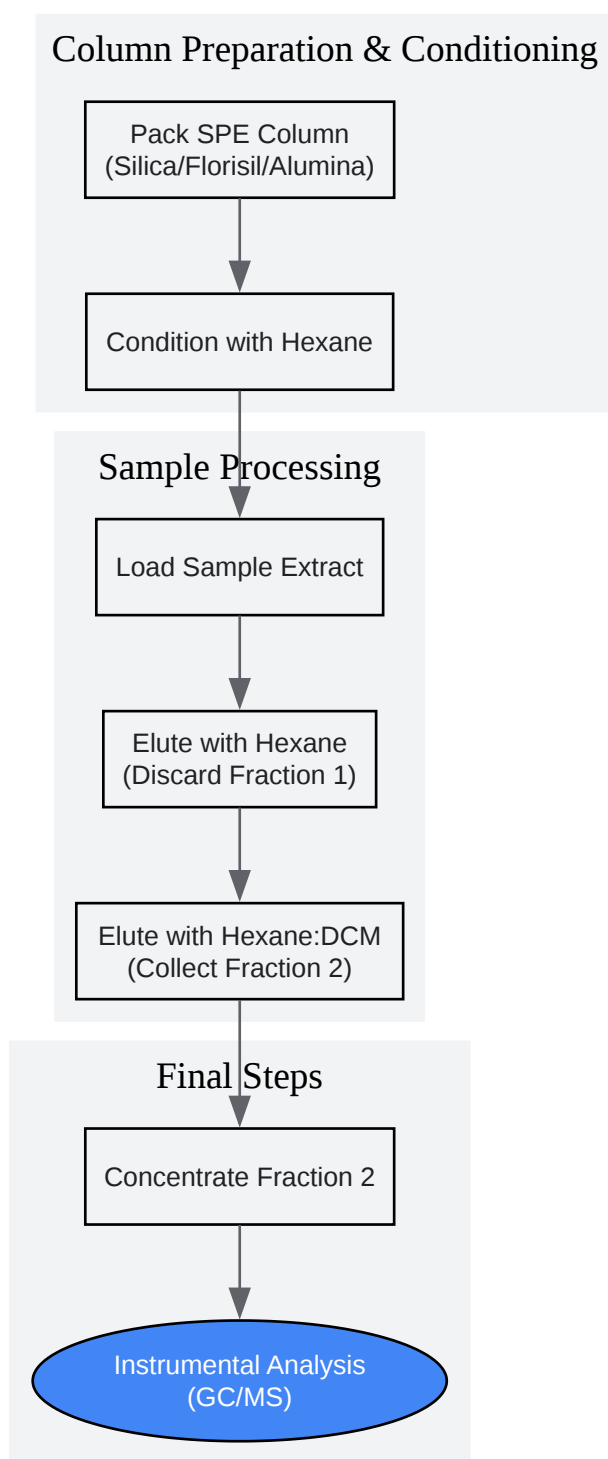 Column Preparation & Conditioning
Pack SPE Column
(Silica/Florisil/Alumina)
Condition with Hexane
Sample Processing
Load Sample Extract
Elute with Hexane
(Discard Fraction 1)
Elute with Hexane:DCM
(Collect Fraction 2)
Final Steps
Concentrate Fraction 2
Instrumental Analysis
(GC/MS)